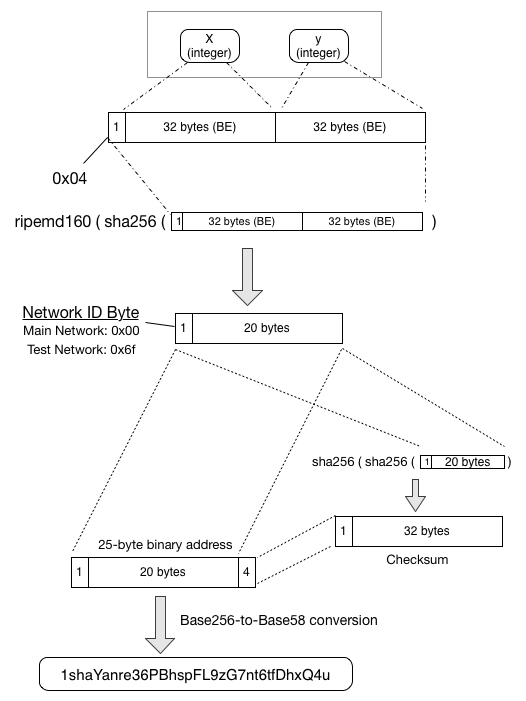 X
(integer)
y
(integer)
1
32 bytes (BE)
32 bytes (BE)
0x04
ripemd160 ( sha256 ( 1 32 bytes (BE) 32 bytes (BE) )
Network ID Byte
Main Network: 0x00
Test Network: 0x6f
1
20 bytes
sha256 ( sha256 ( 1 20 bytes )
1
32 bytes
Checksum
25-byte binary address
1
20 bytes
4
Base256-to-Base58 conversion
1shaYanre36PBhspFL9zG7nt6tfDhxQ4u